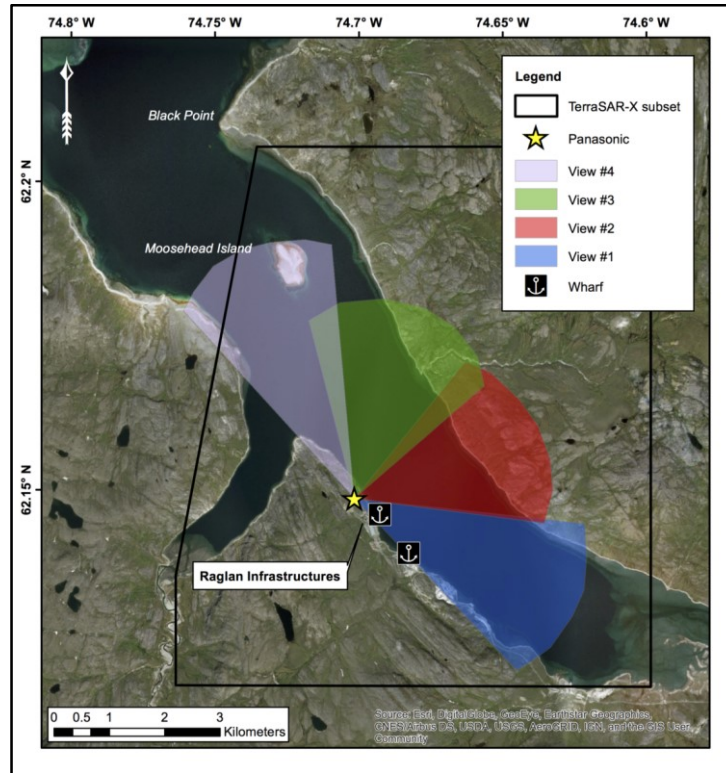 74.8° W 74.75° W 74.7° W 74.65° W 74.6° W
Black Point
Moosehead Island
62.2° N
62.15° N
Legend
TerraSAR-X subset
Panasonic
View #4
View #3
View #2
View #1
Wharf
Raglan Infrastructures
0 0.5 1 2 3
Kilometers
Source: Esri, DigitalGlobe, GeoEye, Earthstar Geographics,
CNES/Airbus DS, USDA, USGS, AeroGRID, IGN, and the GIS User
Community